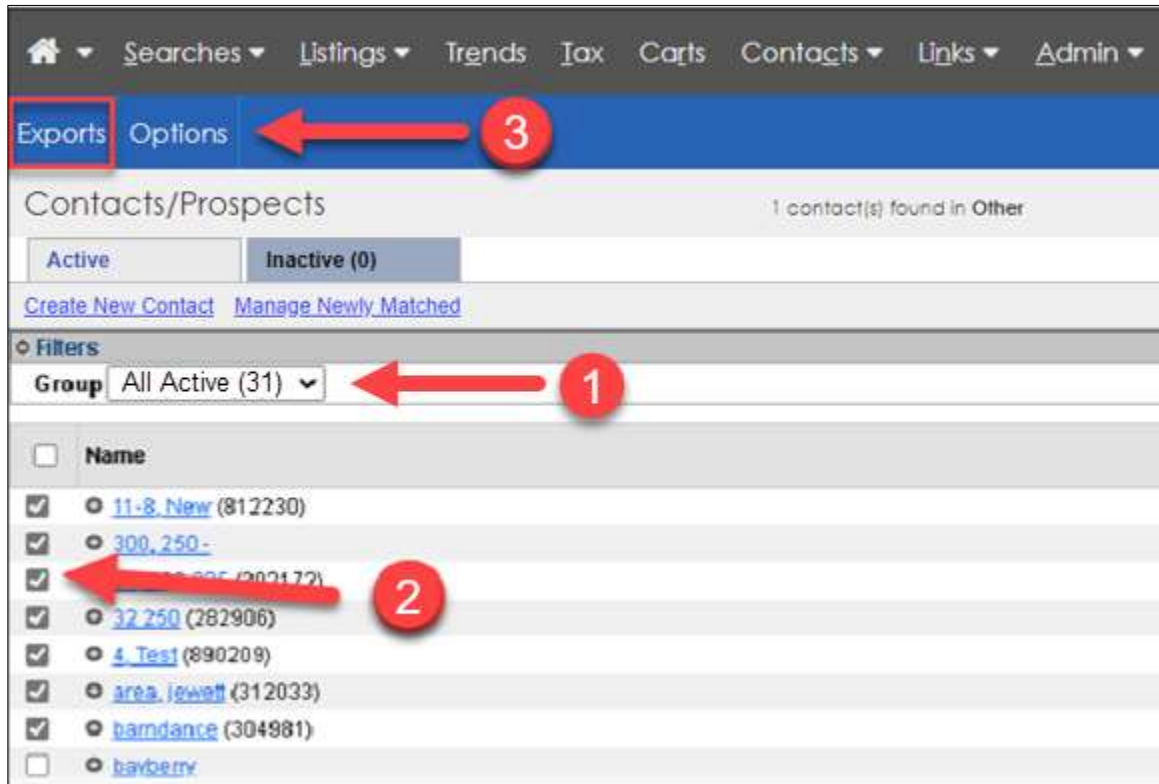 Searches Listings Trends Tax Carts Contacts Links Admin
Exports Options 3
Contacts/Prospects 1 contact(s) found in Other
Active Inactive (0)
Create New Contact Manage Newly Matched
Filters
Group All Active (31) 1
Name
11-8, New (812230)
300, 250-
2
32 250 (282906)
4, Test (890209)
area, jewett (312033)
barndance (304981)
bayberry